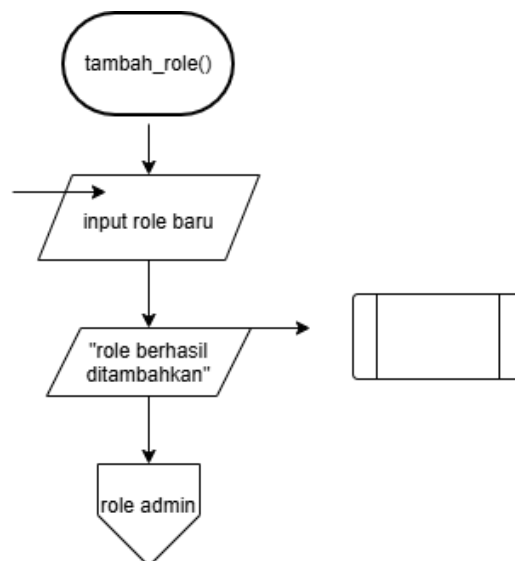 tambah_role()
input role baru
"role berhasil
ditambahkan"
role admin